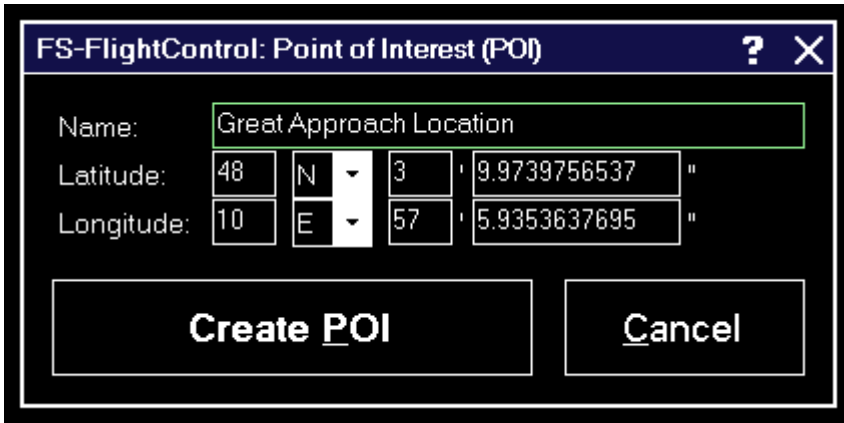 FS-FlightControl: Point of Interest (POI) ? X
Name: Great Approach Location
Latitude: 48 N 3 ' 9.9739756537 "
Longitude: 10 E 57 ' 5.9353637695 "
Create POI Cancel